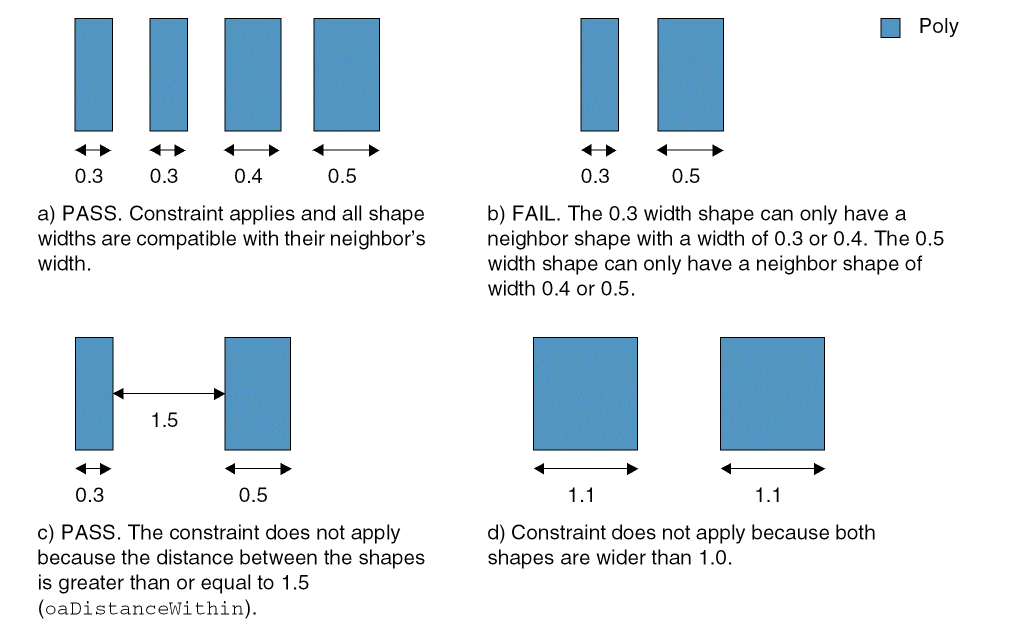 Poly
0.3 0.3 0.4 0.5
0.3 0.5
a) PASS. Constraint applies and all shape
widths are compatible with their neighbor's
width.
b) FAIL. The 0.3 width shape can only have a
neighbor shape with a width of 0.3 or 0.4. The 0.5
width shape can only have a neighbor shape of
width 0.4 or 0.5.
1.5
0.3 0.5
1.1 1.1
c) PASS. The constraint does not apply
because the distance between the shapes
is greater than or equal to 1.5
(oaDistanceWithin).
d) Constraint does not apply because both
shapes are wider than 1.0.